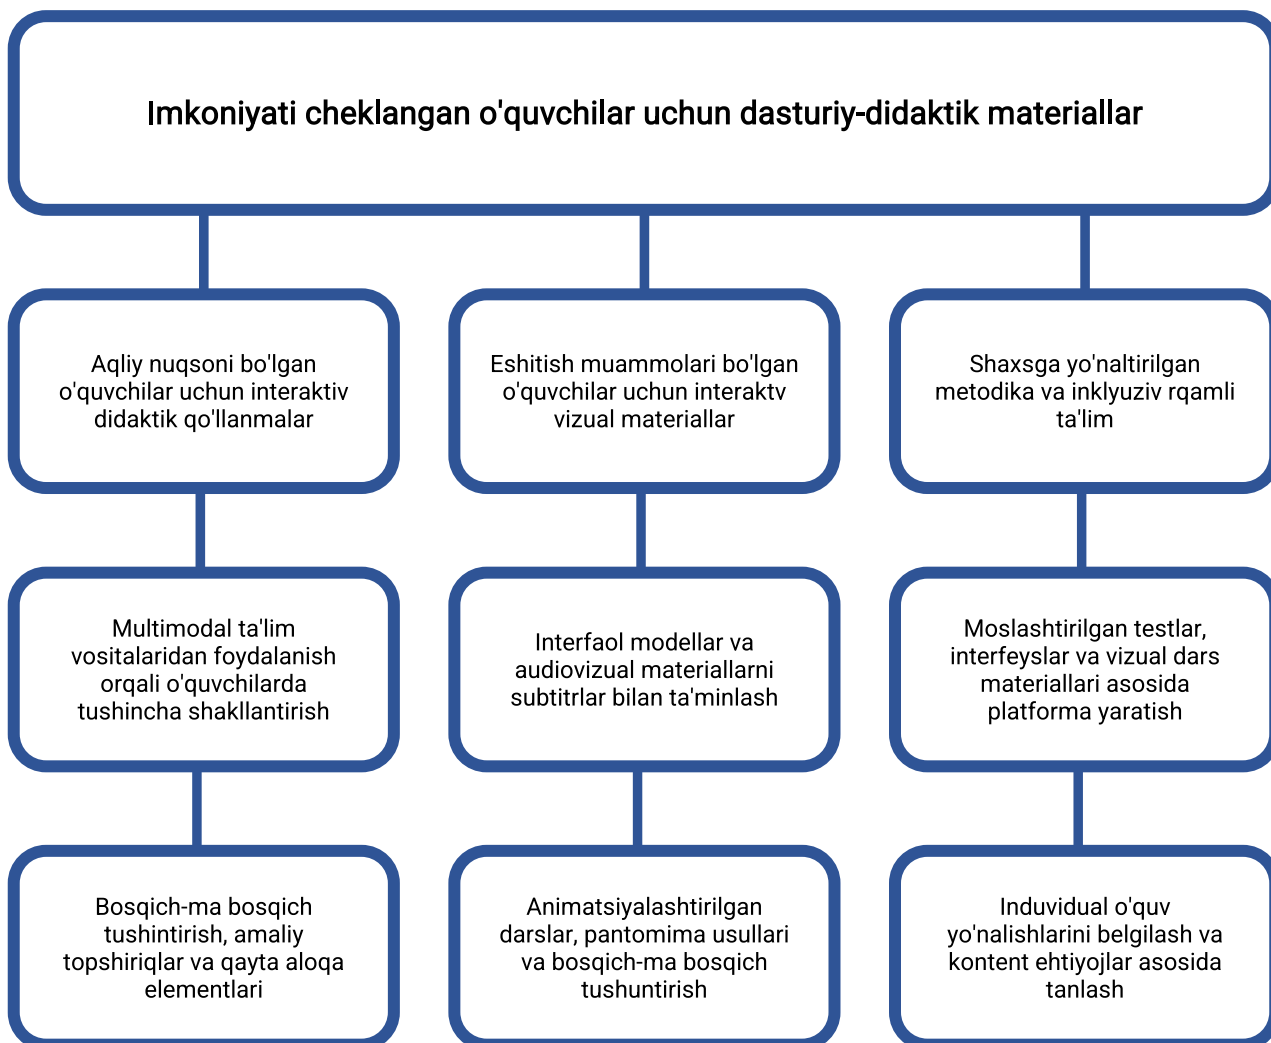 Imkoniyati cheklangan o'quvchilar uchun dasturiy-didaktik materiallar
Aqliy nuqsoni bo'lgan
o'quvchilar uchun interaktiv
didaktik qo'llanmalar
Eshitish muammolari bo'lgan
o'quvchilar uchun interaktv
vizual materiallar
Shaxsga yo'naltirilgan
metodika va inklyuziv rqamli
ta'lim
Multimodal ta'lim
vositalaridan foydalanish
orqali o'quvchilarda
tushincha shakllantirish
Interfaol modellar va
audiovizual materiallarni
subtitrlar bilan ta'minlash
Moslashtirilgan testlar,
interfeyslar va vizual dars
materiallari asosida
platforma yaratish
Bosqich-ma bosqich
tushintirish, amaliy
topshiriqlar va qayta aloqa
elementlari
Animatsiyalashtirilgan
darslar, pantomima usullari
va bosqich-ma bosqich
tushuntirish
Induvidual o'quv
yo'nalishlarini belgilash va
kontent ehtiyojlar asosida
tanlash